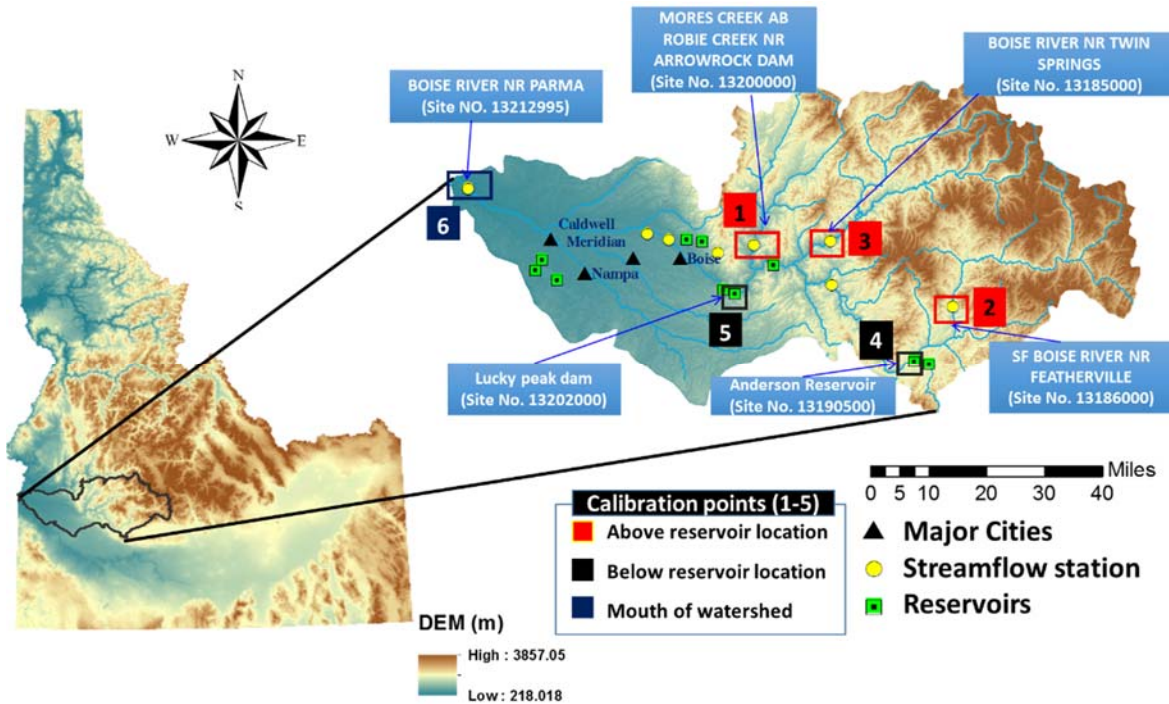 MORES CREEK AB
ROBIE CREEK NR
ARROWROCK DAM
(Site No. 13200000)
BOISE RIVER NR TWIN
SPRINGS
(Site No. 13185000)
BOISE RIVER NR PARMA
(Site NO. 13212995)
N
W
E
S
6
Caldwell
Meridian
Nampa
Boise
1
3
2
5
4
Lucky peak dam
(Site No. 13202000)
Anderson Reservoir
(Site No. 13190500)
SF BOISE RIVER NR
FEATHERVILLE
(Site No. 13186000)
Miles
0 5 10 20 30 40
Calibration points (1-5)
Above reservoir location
Below reservoir location
Mouth of watershed
Major Cities
Streamflow station
Reservoirs
DEM (m)
High : 3857.05
Low : 218.018